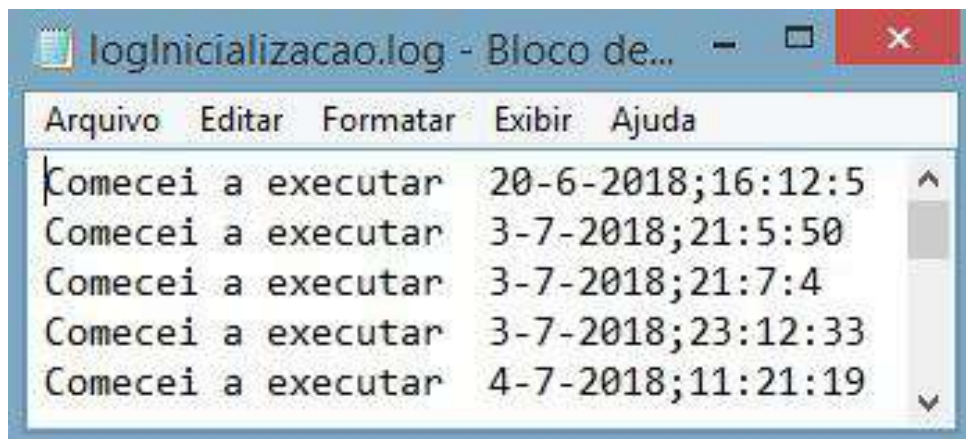 logInicializacao.log - Bloco de...
Arquivo Editar Formatar Exibir Ajuda
Comecei a executar 20-6-2018;16:12:5
Comecei a executar 3-7-2018;21:5:50
Comecei a executar 3-7-2018;21:7:4
Comecei a executar 3-7-2018;23:12:33
Comecei a executar 4-7-2018;11:21:19